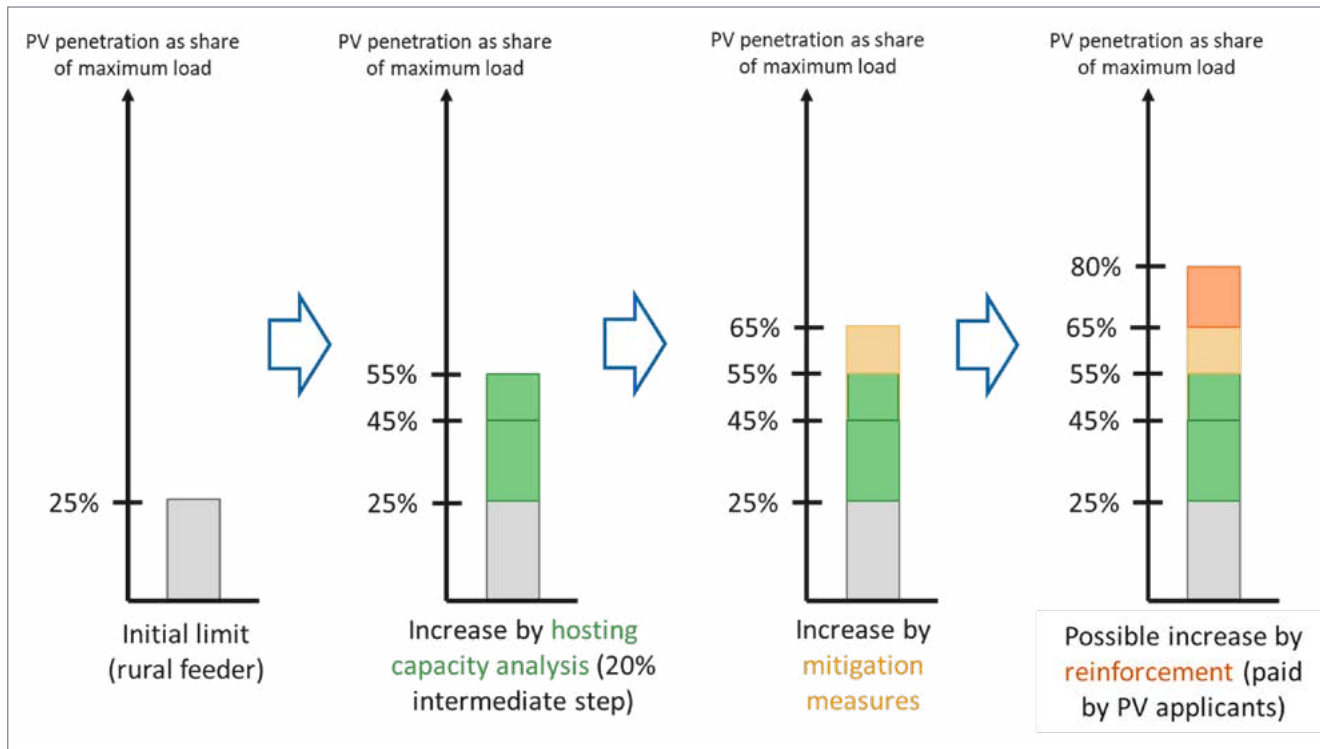 PV penetration as share
of maximum load
25%
Initial limit
(rural feeder)
PV penetration as share
of maximum load
55%
45%
25%
Increase by hosting
capacity analysis (20%
intermediate step)
PV penetration as share
of maximum load
65%
55%
45%
25%
Increase by
mitigation
measures
PV penetration as share
of maximum load
80%
65%
55%
45%
25%
Possible increase by
reinforcement (paid
by PV applicants)